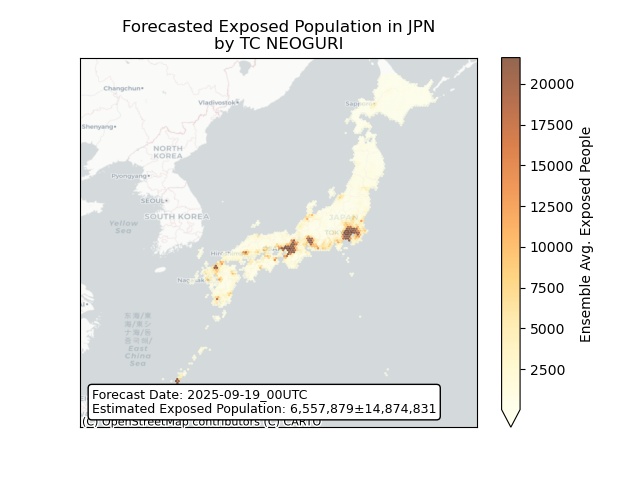 Forecasted Exposed Population in JPN
by TC NEOGURI
Changchun
Vladivostok
Sapporo
Shenyang
NORTH
KOREA
Pyongyang
SEOUL
SOUTH KOREA
JAPAN
Yellow
Sea
East
China
Sea
20000
17500
15000
12500
10000
7500
5000
2500
Ensemble Avg. Exposed People
Forecast Date: 2025-09-19_00UTC
Estimated Exposed Population: 6,557,879±14,874,831
(C) OpenStreetMap contributors (C) CARTO